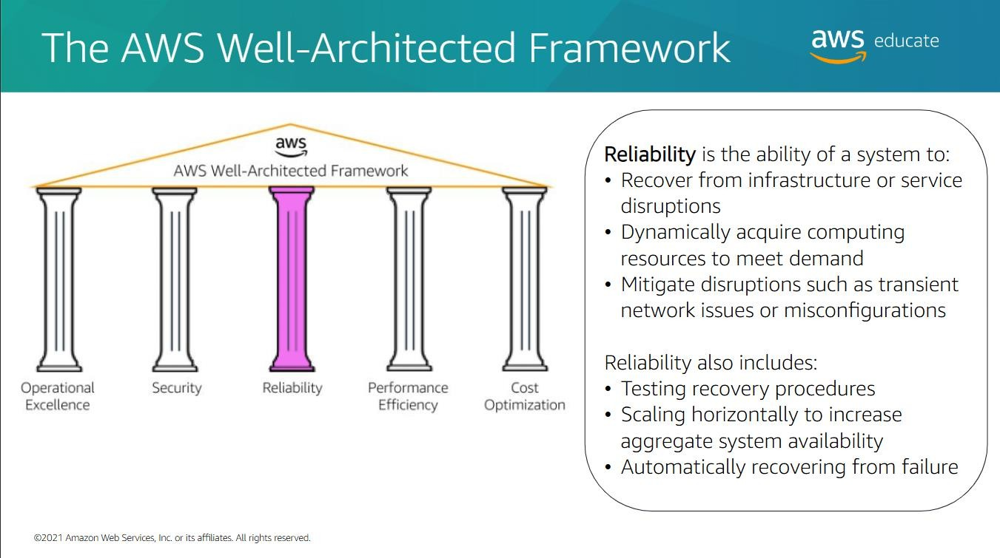 The AWS Well-Architected Framework
aws educate
aws
AWS Well-Architected Framework
Operational
Excellence
Security
Reliability
Performance
Efficiency
Cost
Optimization
Reliability is the ability of a system to:
• Recover from infrastructure or service
disruptions
• Dynamically acquire computing
resources to meet demand
• Mitigate disruptions such as transient
network issues or misconfigurations
Reliability also includes:
• Testing recovery procedures
• Scaling horizontally to increase
aggregate system availability
• Automatically recovering from failure
©2021 Amazon Web Services, Inc. or its affiliates. All rights reserved.